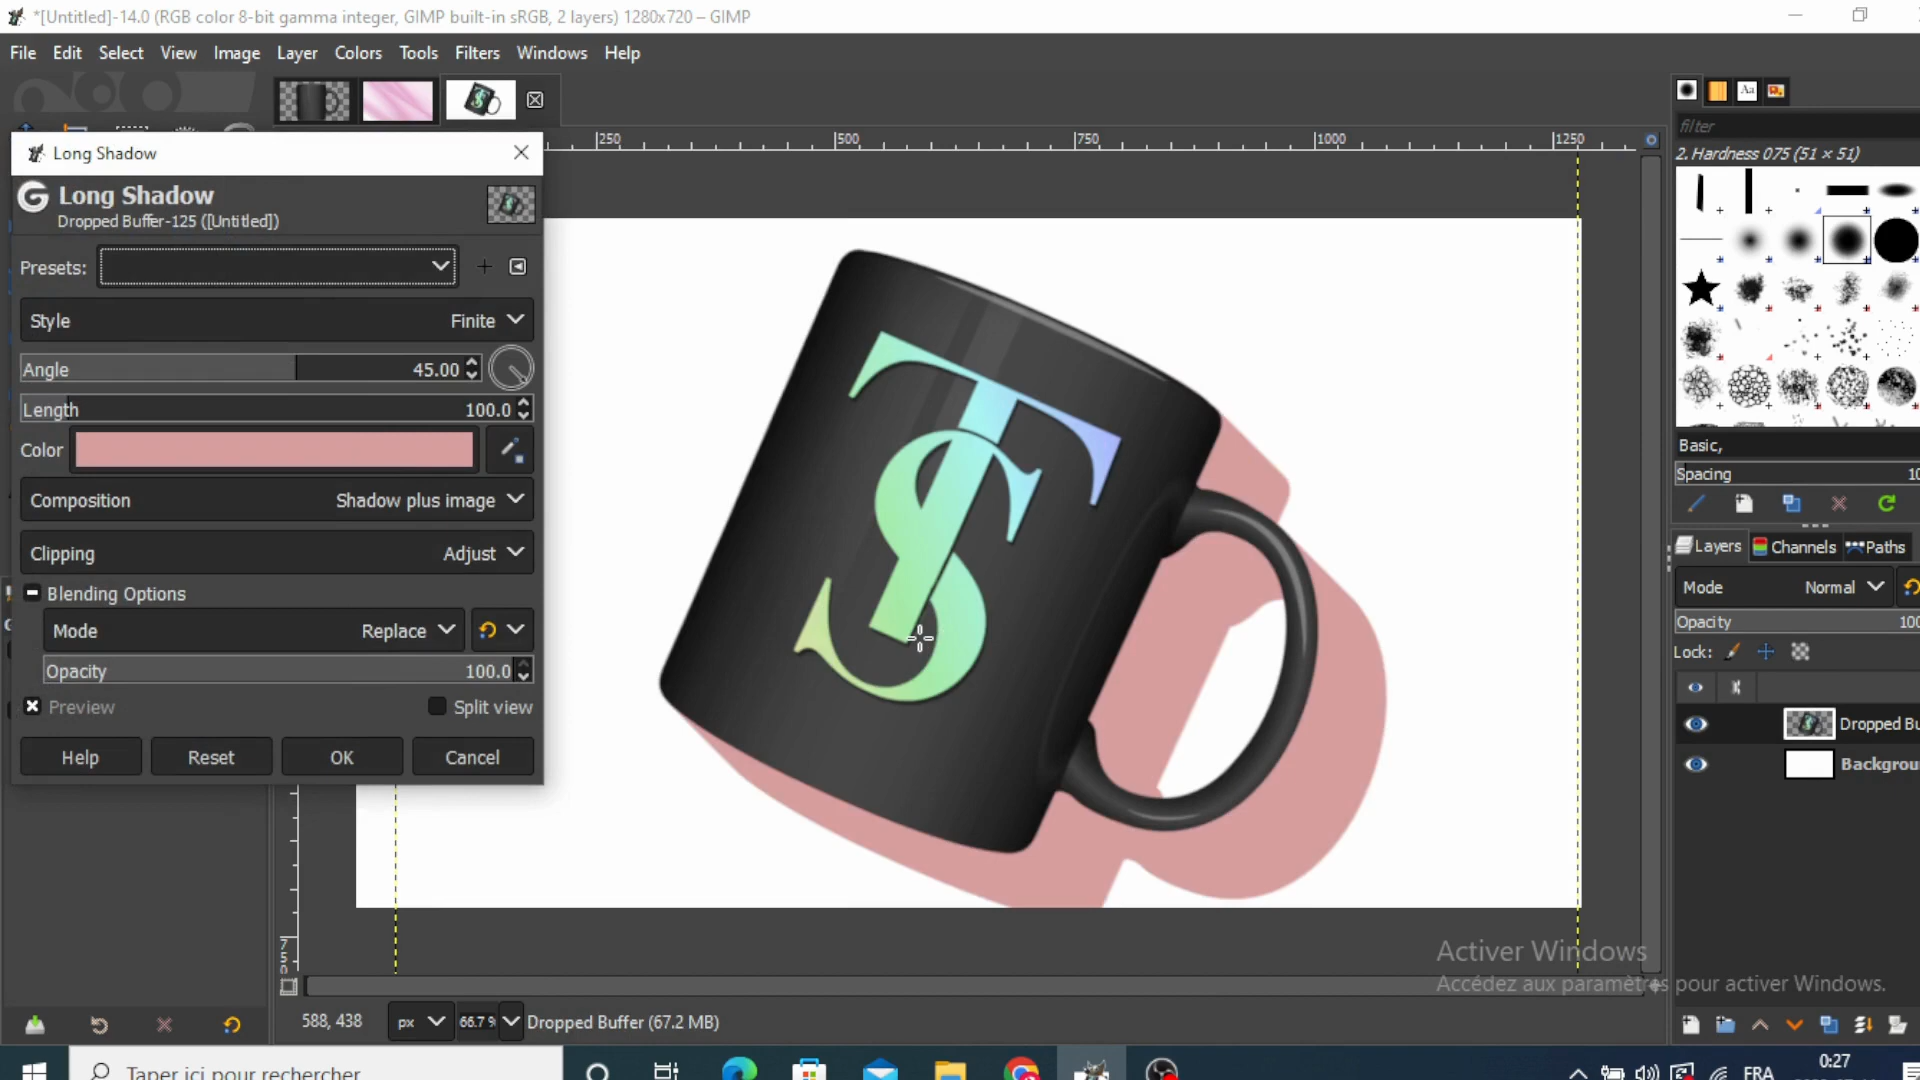 *[Untitled]-14.0 (RGB color 8-bit gamma integer, GIMP built-in sRGB, 2 layers) 1280x720 – GIMP
File Edit Select View Image Layer Colors Tools Filters Windows Help
Long Shadow
Long Shadow
Dropped Buffer-125 ([Untitled])
Presets:
Style Finite
Angle 45.00
Length 100.0
Color
Composition Shadow plus image
Clipping Adjust
Blending Options
Mode Replace
Opacity 100.0
Preview Split view
Help Reset OK Cancel
250 500 750 1000 1250
750
TS
filter
2. Hardness 075 (51 × 51)
Basic,
Spacing 10
Layers Channels Paths
Mode Normal
Opacity 100
Lock:
Dropped Bu
Backgrou
Activer Windows
Accédez aux paramètres pour activer Windows.
588, 438 px 66.7 % Dropped Buffer (67.2 MB)
Taper ici pour rechercher
FRA
0:27